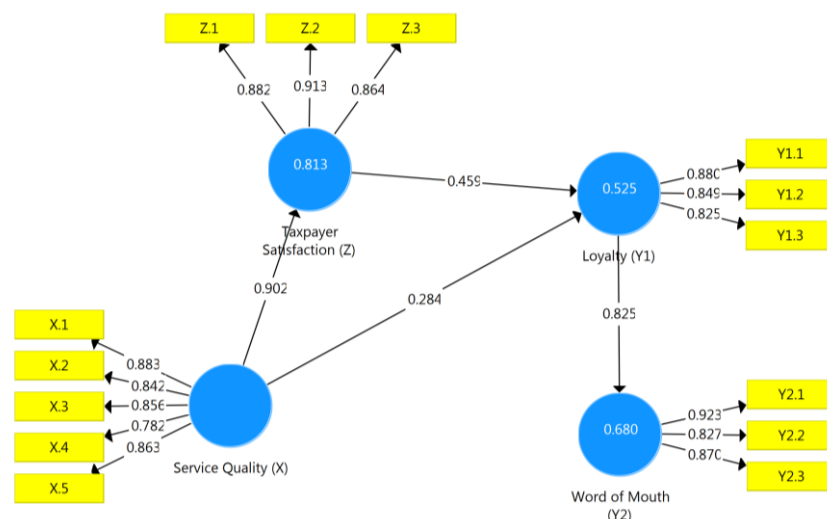 Z.1
Z.2
Z.3
0.882
0.913
0.864
0.813
Taxpayer
Satisfaction (Z)
0.459
0.525
Loyalty (Y1)
0.880
0.849
0.825
Y1.1
Y1.2
Y1.3
0.902
0.284
0.825
X.1
X.2
X.3
X.4
X.5
0.883
0.842
0.856
0.782
0.863
Service Quality (X)
0.680
Word of Mouth
(Y2)
0.923
0.827
0.870
Y2.1
Y2.2
Y2.3